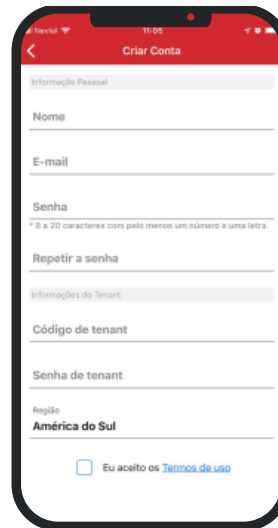 Nextel 11:05
Criar Conta
Informação Pessoal
Nome
E-mail
Senha
* 8 a 20 caracteres com pelo menos um número e uma letra.
Repetir a senha
Informações do Tenant
Código de tenant
Senha de tenant
Região
América do Sul
Eu aceito os Termos de uso